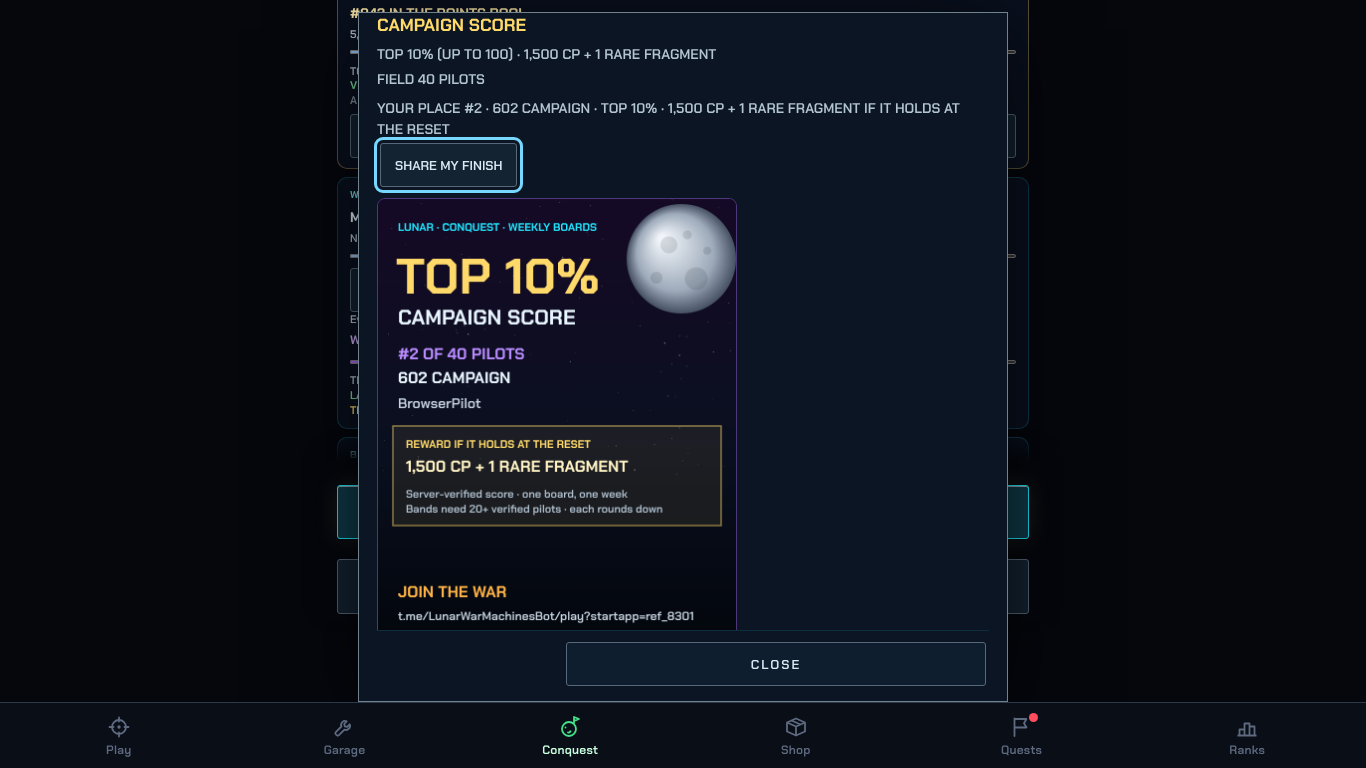 CAMPAIGN SCORE
TOP 10% (UP TO 100) · 1,500 CP + 1 RARE FRAGMENT
FIELD 40 PILOTS
YOUR PLACE #2 · 602 CAMPAIGN · TOP 10% · 1,500 CP + 1 RARE FRAGMENT IF IT HOLDS AT
THE RESET
SHARE MY FINISH
LUNAR · CONQUEST · WEEKLY BOARDS
TOP 10%
CAMPAIGN SCORE
#2 OF 40 PILOTS
602 CAMPAIGN
BrowserPilot
REWARD IF IT HOLDS AT THE RESET
1,500 CP + 1 RARE FRAGMENT
Server-verified score · one board, one week
Bands need 20+ verified pilots · each rounds down
JOIN THE WAR
t.me/LunarWarMachinesBot/play?startapp=ref_8301
CLOSE
Play
Garage
Conquest
Shop
Quests
Ranks